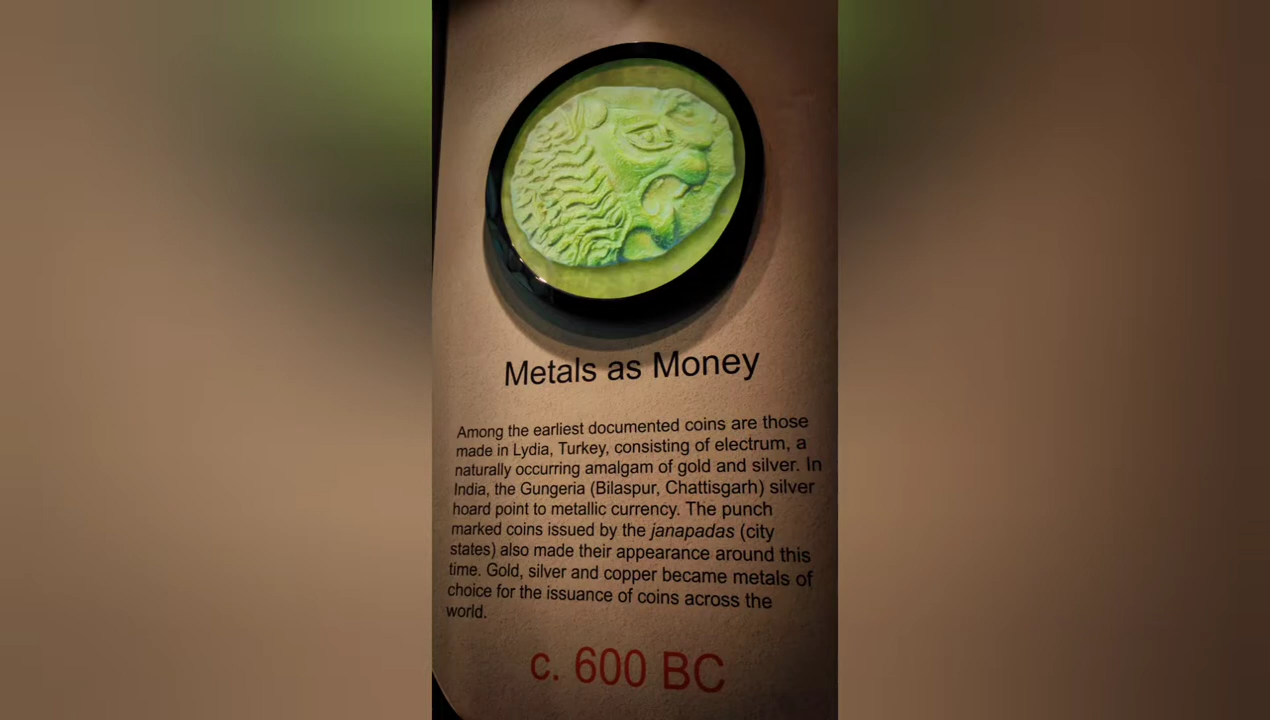 Metals as Money
Among the earliest documented coins are those
made in Lydia, Turkey, consisting of electrum, a
naturally occurring amalgam of gold and silver. In
India, the Gungeria (Bilaspur, Chattisgarh) silver
hoard point to metallic currency. The punch
marked coins issued by the janapadas (city
states) also made their appearance around this
time. Gold, silver and copper became metals of
choice for the issuance of coins across the
world.
c. 600 BC